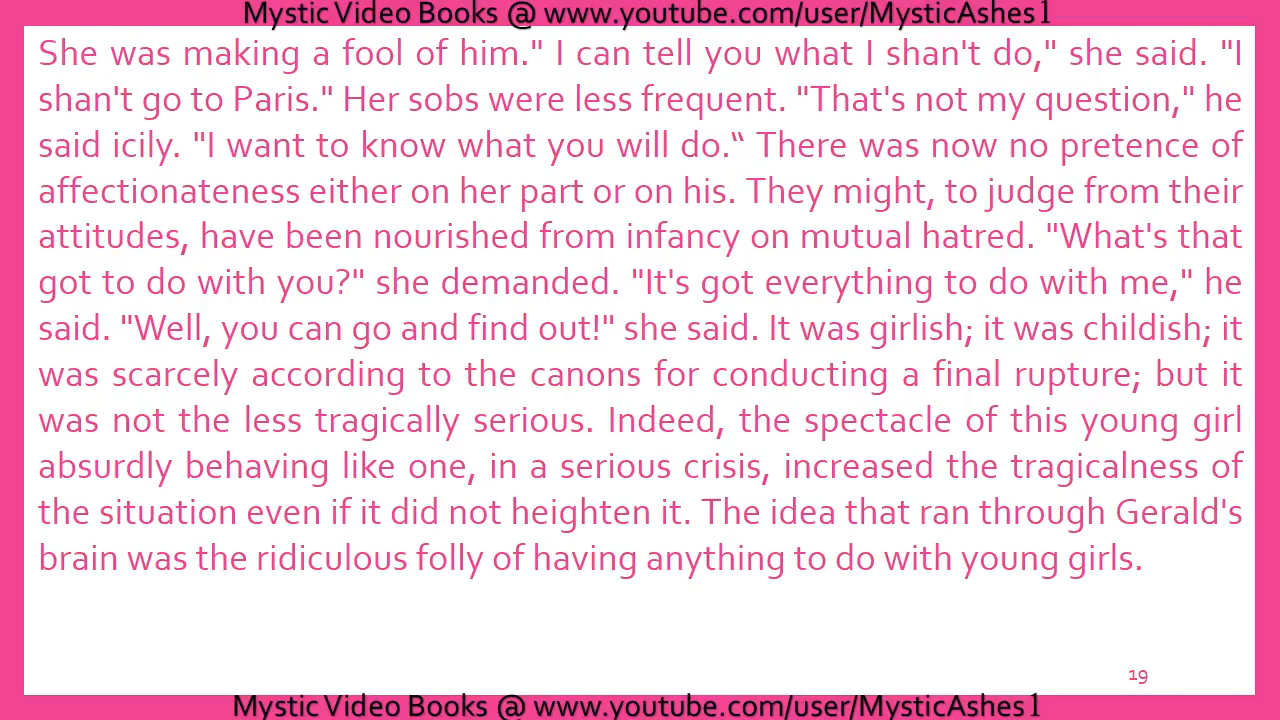 Mystic Video Books @ www.youtube.com/user/MysticAshes1
She was making a fool of him." I can tell you what I shan't do," she said. "I
shan't go to Paris." Her sobs were less frequent. "That's not my question," he
said icily. "I want to know what you will do.“ There was now no pretence of
affectionateness either on her part or on his. They might, to judge from their
attitudes, have been nourished from infancy on mutual hatred. "What's that
got to do with you?" she demanded. "It's got everything to do with me," he
said. "Well, you can go and find out!" she said. It was girlish; it was childish; it
was scarcely according to the canons for conducting a final rupture; but it
was not the less tragically serious. Indeed, the spectacle of this young girl
absurdly behaving like one, in a serious crisis, increased the tragicalness of
the situation even if it did not heighten it. The idea that ran through Gerald's
brain was the ridiculous folly of having anything to do with young girls.
19
Mystic Video Books @ www.youtube.com/user/MysticAshes1